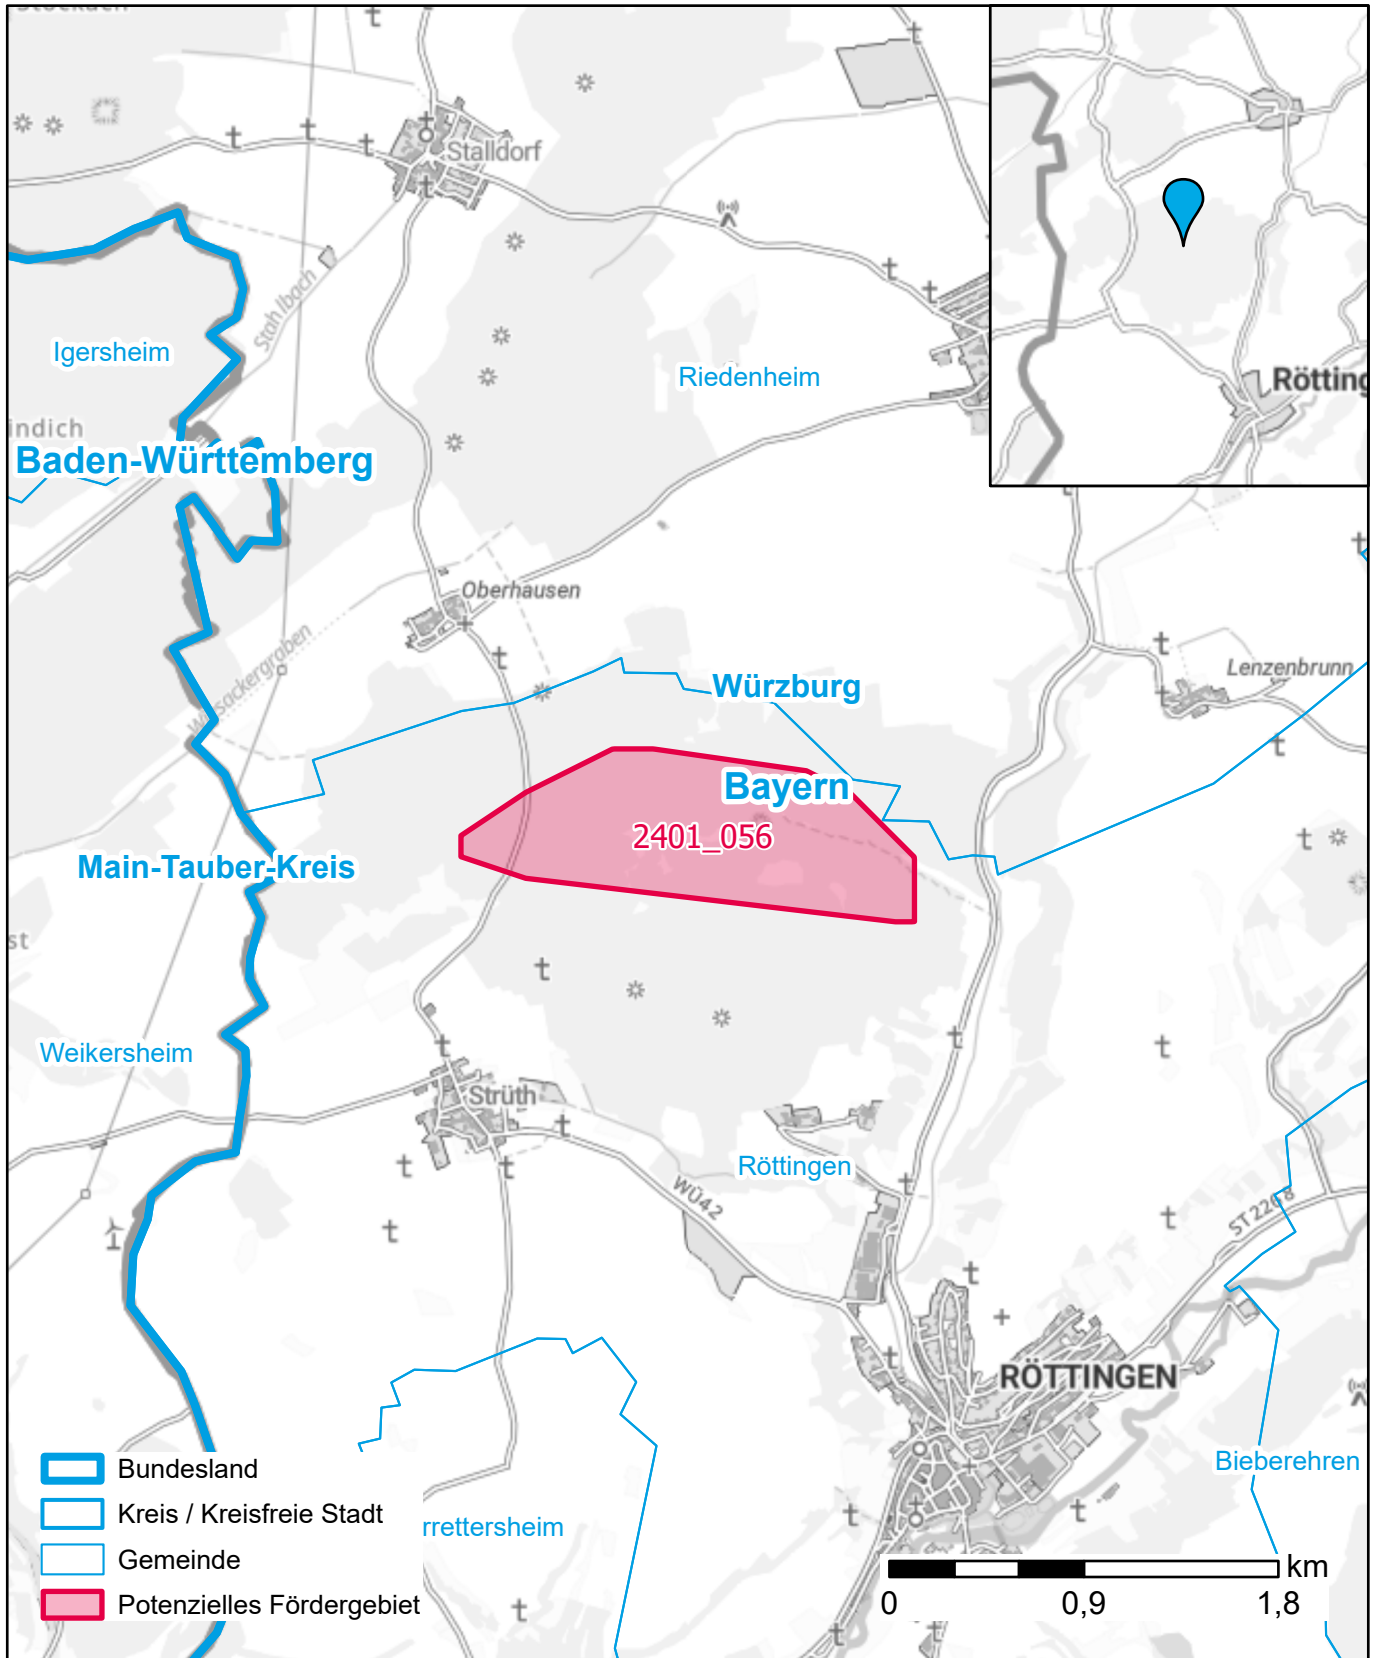 Stalldorf
Stahlbach
Igersheim
Riedenheim
Rötting
indich
Baden-Württemberg
Oberhausen
Lenzenbrunn
Würzburg
Bayern
2401_056
Main-Tauber-Kreis
st
Weikersheim
Strüth
Röttingen
WÜ42
ST2268
RÖTTINGEN
Bieberehren
rrettersheim
Bundesland
Kreis / Kreisfreie Stadt
Gemeinde
Potenzielles Fördergebiet
km
0 0,9 1,8